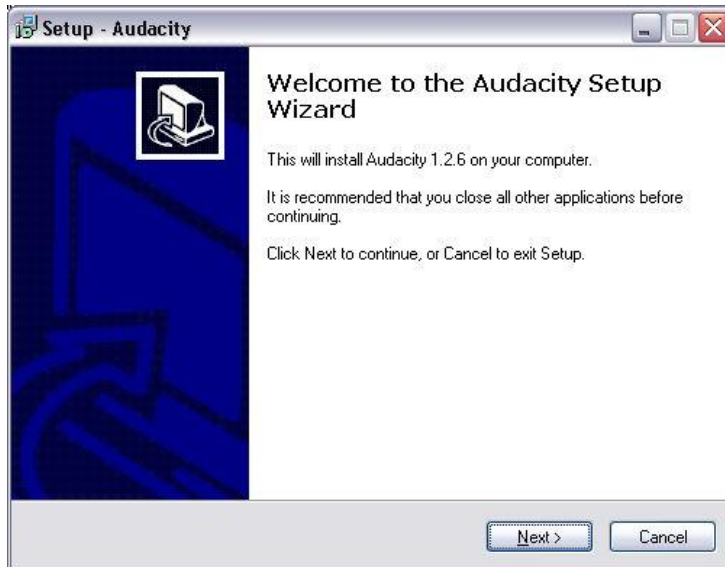 Setup - Audacity
Welcome to the Audacity Setup
Wizard
This will install Audacity 1.2.6 on your computer.
It is recommended that you close all other applications before
continuing.
Click Next to continue, or Cancel to exit Setup.
Next >
Cancel